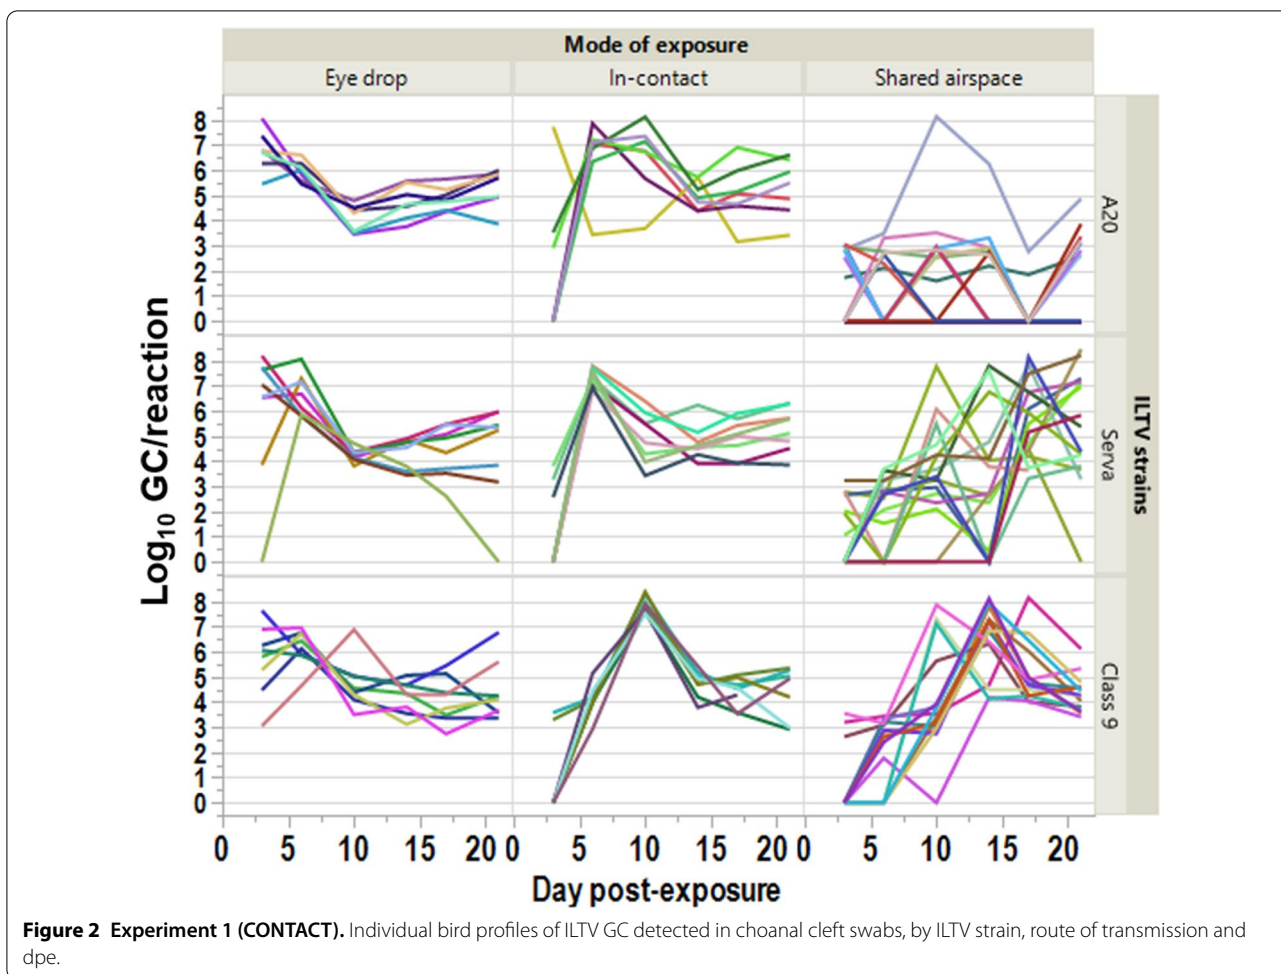 Mode of exposure
Eye drop In-contact Shared airspace
8
7
6
5
4
3
2
1
0
A20
8
7
6
5
4
3
2
1
0
Serva
8
7
6
5
4
3
2
1
0
Class 9
Log10 GC/reaction
ILTV strains
0 5 10 15 20 0 5 10 15 20 0 5 10 15 20
Day post-exposure
Figure 2 Experiment 1 (CONTACT). Individual bird profiles of ILTV GC detected in choanal cleft swabs, by ILTV strain, route of transmission and
dpe.